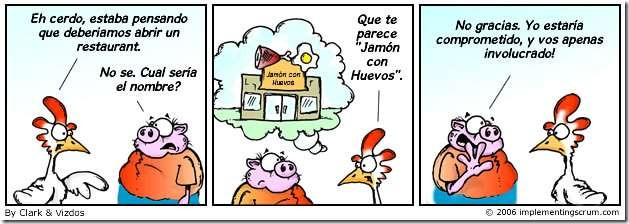 Eh cerdo, estaba pensando
que deberiamos abrir un
restaurant.
No se. Cual sería
el nombre?
Jamón con
Huevos
Que te
parece
"Jamón
con
Huevos".
No gracias. Yo estaría
comprometido, y vos apenas
involucrado!
By Clark & Vizdos
© 2006 implementingscrum.com